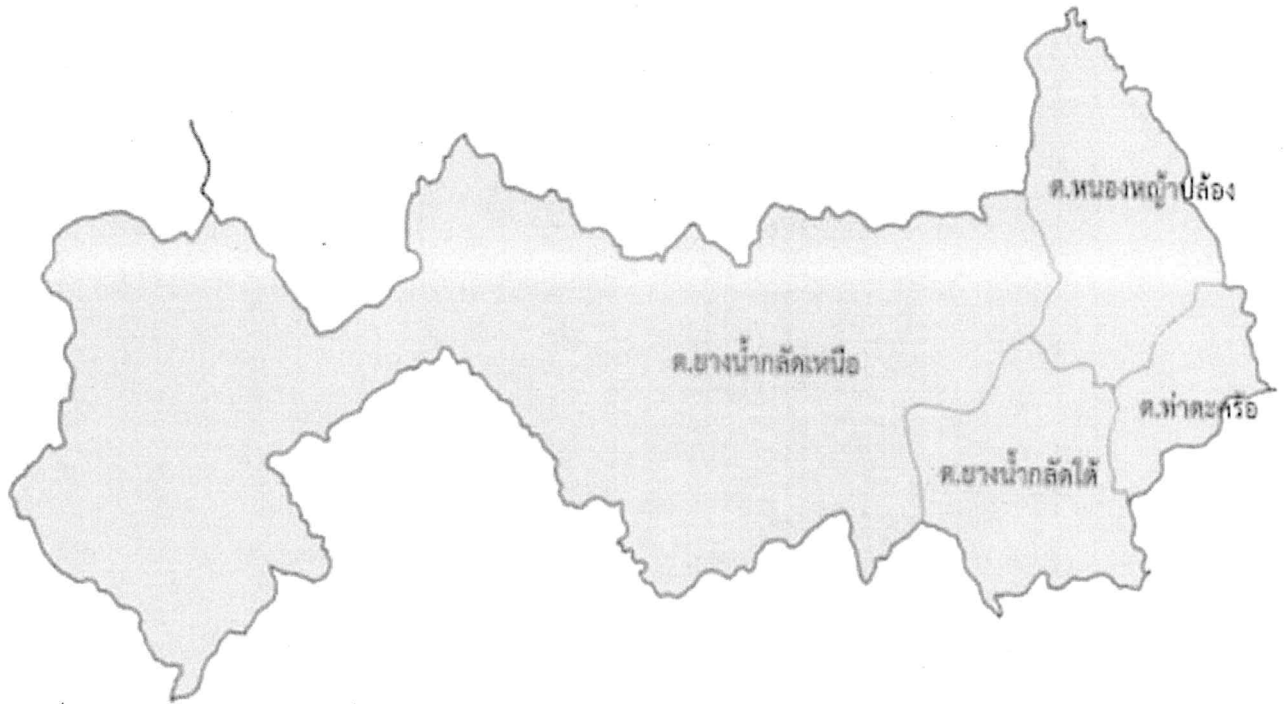 ต.หนองหญ้าปล้อง
ต.ยางน้ำกลัดเหนือ
ต.ท่าตะคร้อ
ต.ยางน้ำกลัดใต้